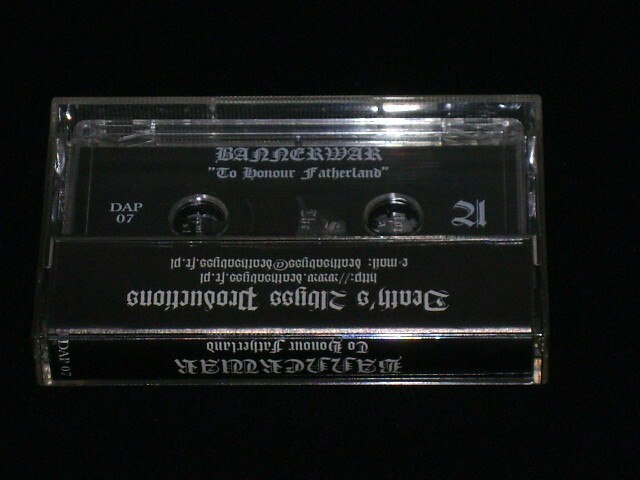 BANNERWAR
"To Honour Fatherland"
DAP
07
A
Death's Abyss Productions
http://www.deathsabyss.fr.pl
e-mail: deathsabyss@deathsabyss.fr.pl
BANNERWAR
To Honour Fatherland
DAP 07